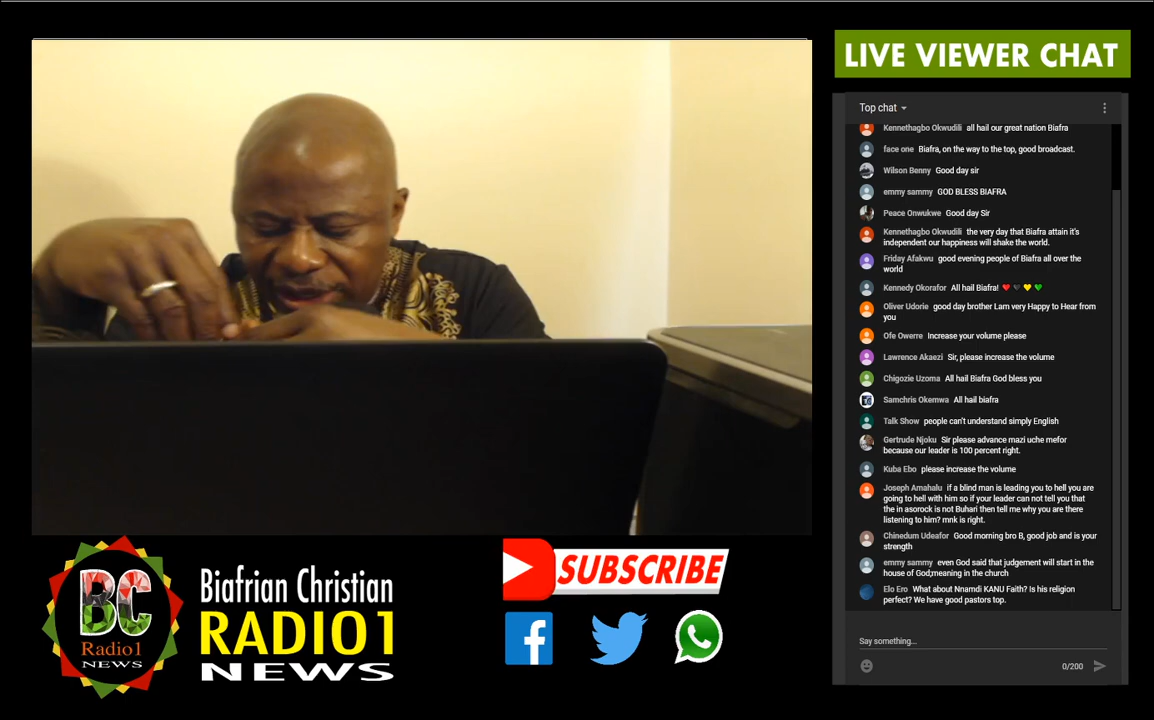 LIVE VIEWER CHAT
Top chat
Kennethagbo Okwudili all hail our great nation Biafra
face one Biafra, on the way to the top, good broadcast.
Wilson Benny Good day sir
emmy sammy GOD BLESS BIAFRA
Peace Onwukwe Good day Sir
Kennethagbo Okwudili the very day that Biafra attain it's
independent our happiness will shake the world.
Friday Afakwu good evening people of Biafra all over the
world
Kennedy Okorafor All hail Biafra! ❤️🖤💛💚
Oliver Udorie good day brother Lam very Happy to Hear from
you
Ofe Owerre Increase your volume please
Lawrence Akaezi Sir, please increase the volume
Chigozie Uzoma All hail Biafra God bless you
Samchris Okemwa All hail biafra
Talk Show people can't understand simply English
Gertrude Njoku Sir please advance mazi uche mefor
because our leader is 100 percent right.
Kuba Ebo please increase the volume
Joseph Amahalu if a blind man is leading you to hell you are
going to hell with him so if your leader can not tell you that
the in asorock is not Buhari then tell me why you are there
listening to him? mnk is right.
Chinedum Udeafor Good morning bro B, good job and is your
strength
emmy sammy even God said that judgement will start in the
house of God;meaning in the church
Elo Ero What about Nnamdi KANU Faith? Is his religion
perfect? We have good pastors top.
Say something...
0/200
BC
Radio1
NEWS
Biafrian Christian
RADIO1
NEWS
SUBSCRIBE